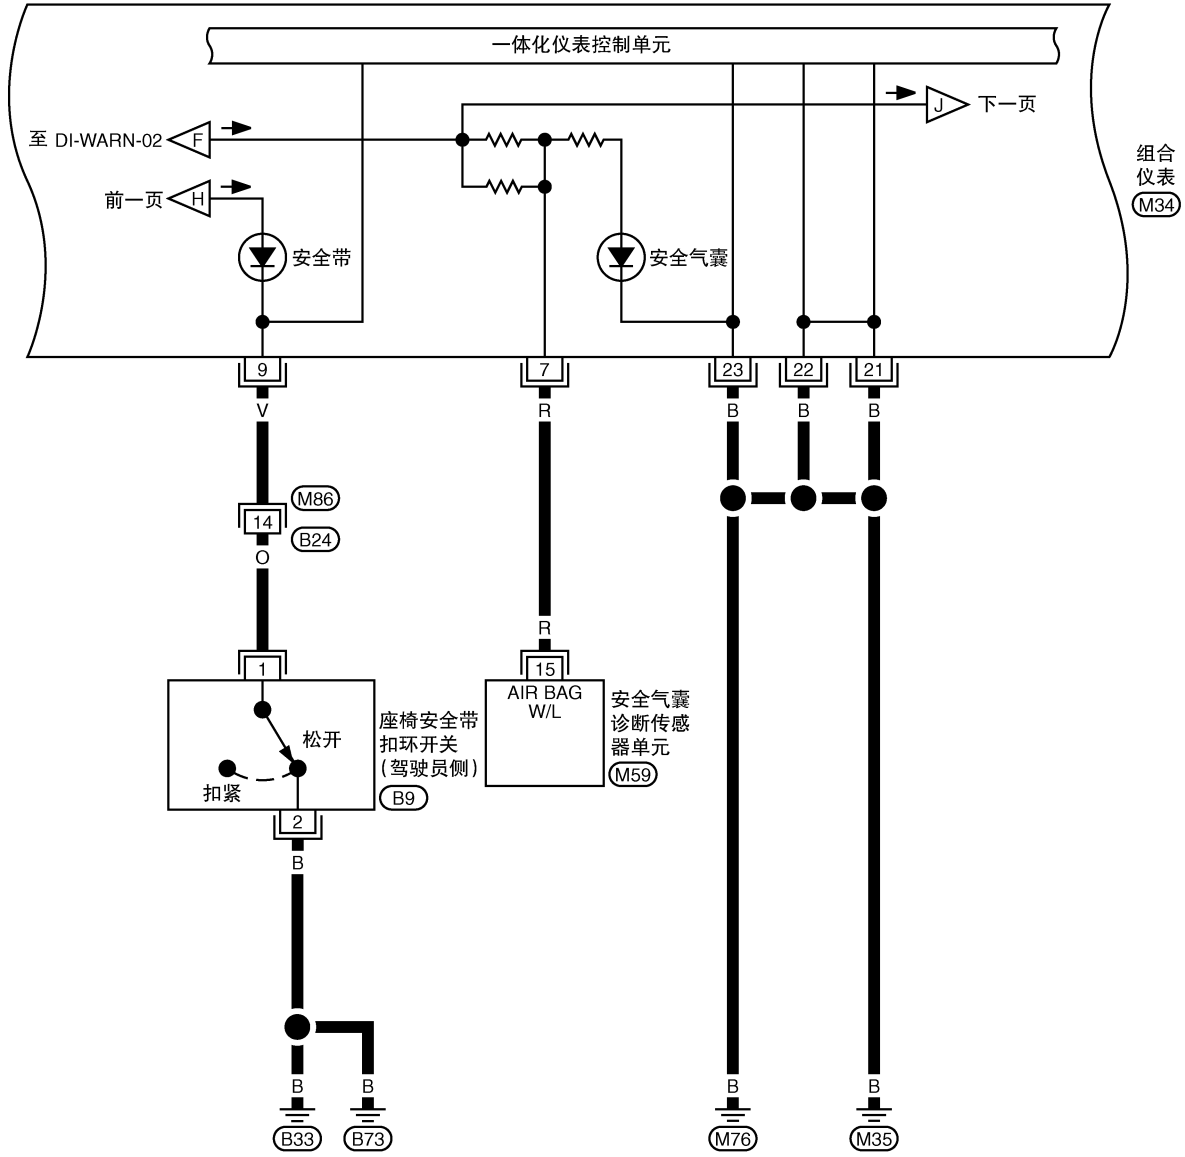 一体化仪表控制单元
J 下一页
至 DI-WARN-02 F
前一页 H
组合
仪表
M34
安全带
安全气囊
9 7 23 22 21
V R B B B
M86
14
B24
O
R
1 15
AIR BAG
W/L
安全气囊
诊断传感
器单元
M59
座椅安全带
扣环开关
(驾驶员侧)
B9
松开
扣紧
2
B
B B B B
B33 B73 M76 M35